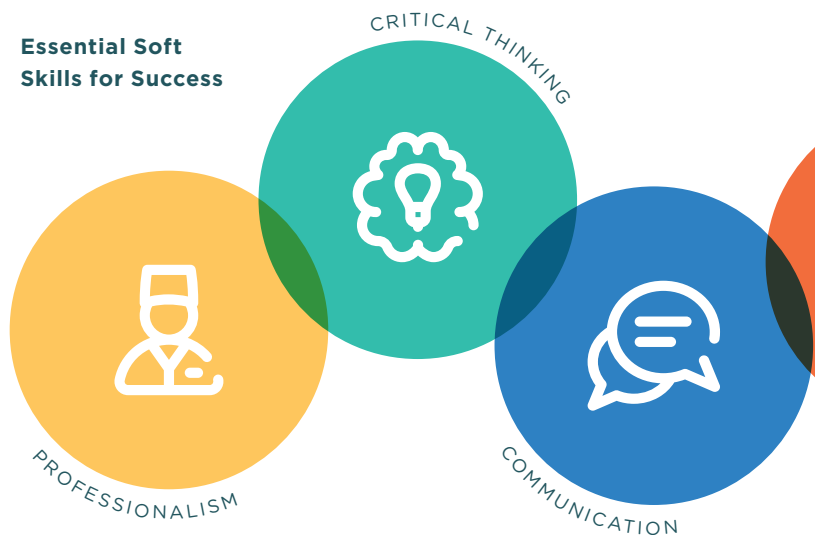 Essential Soft
Skills for Success
CRITICAL THINKING
PROFESSIONALISM
COMMUNICATION